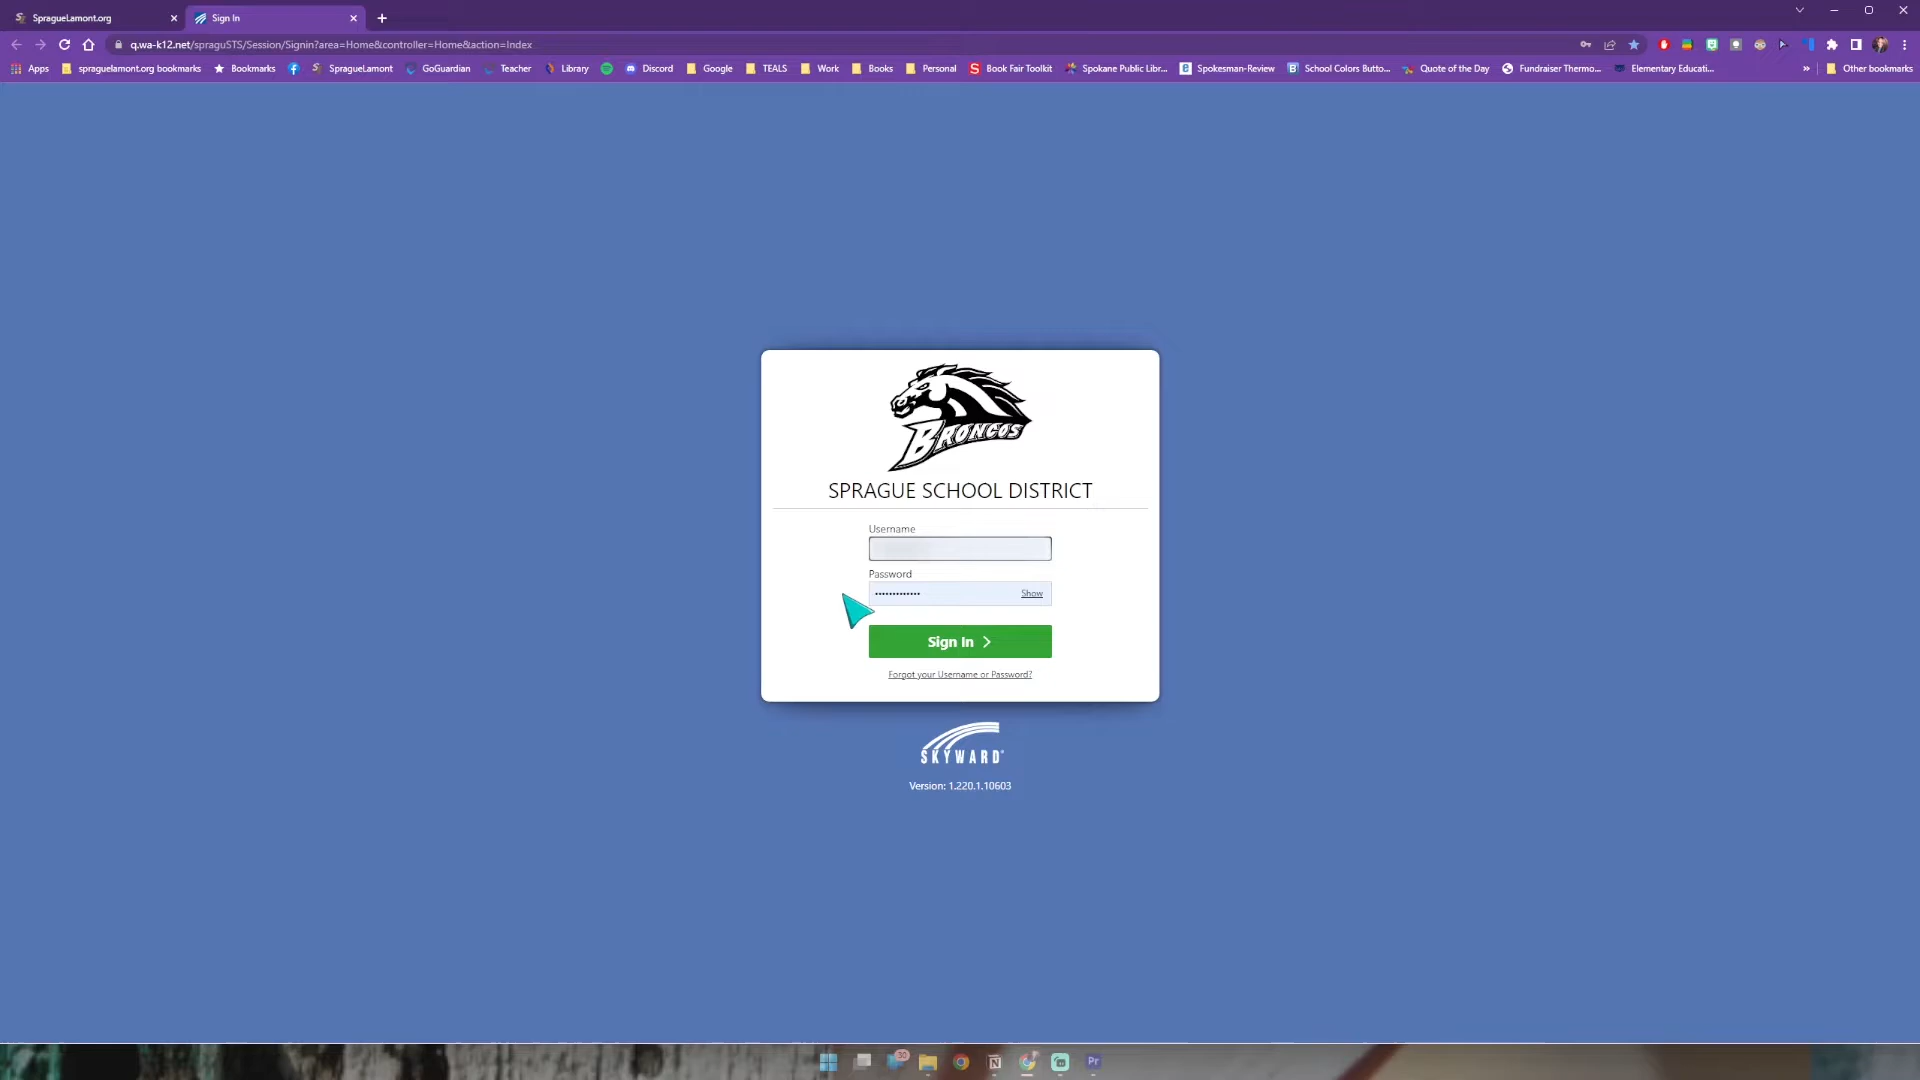 SpragueLamont.org
Sign In
q.wa-k12.net/spraguSTS/Session/Signin?area=Home&controller=Home&action=Index
Apps spraguelamont.org bookmarks Bookmarks SpragueLamont GoGuardian Teacher Library Discord Google TEALS Work Books Personal Book Fair Toolkit Spokane Public Libr... Spokesman-Review School Colors Butto... Quote of the Day Fundraiser Thermo... Elementary Educati... » Other bookmarks
BRONCOS
SPRAGUE SCHOOL DISTRICT
Username
Password
Show
Sign In
Forgot your Username or Password?
SKYWARD
Version: 1.220.1.10603
30
Pr